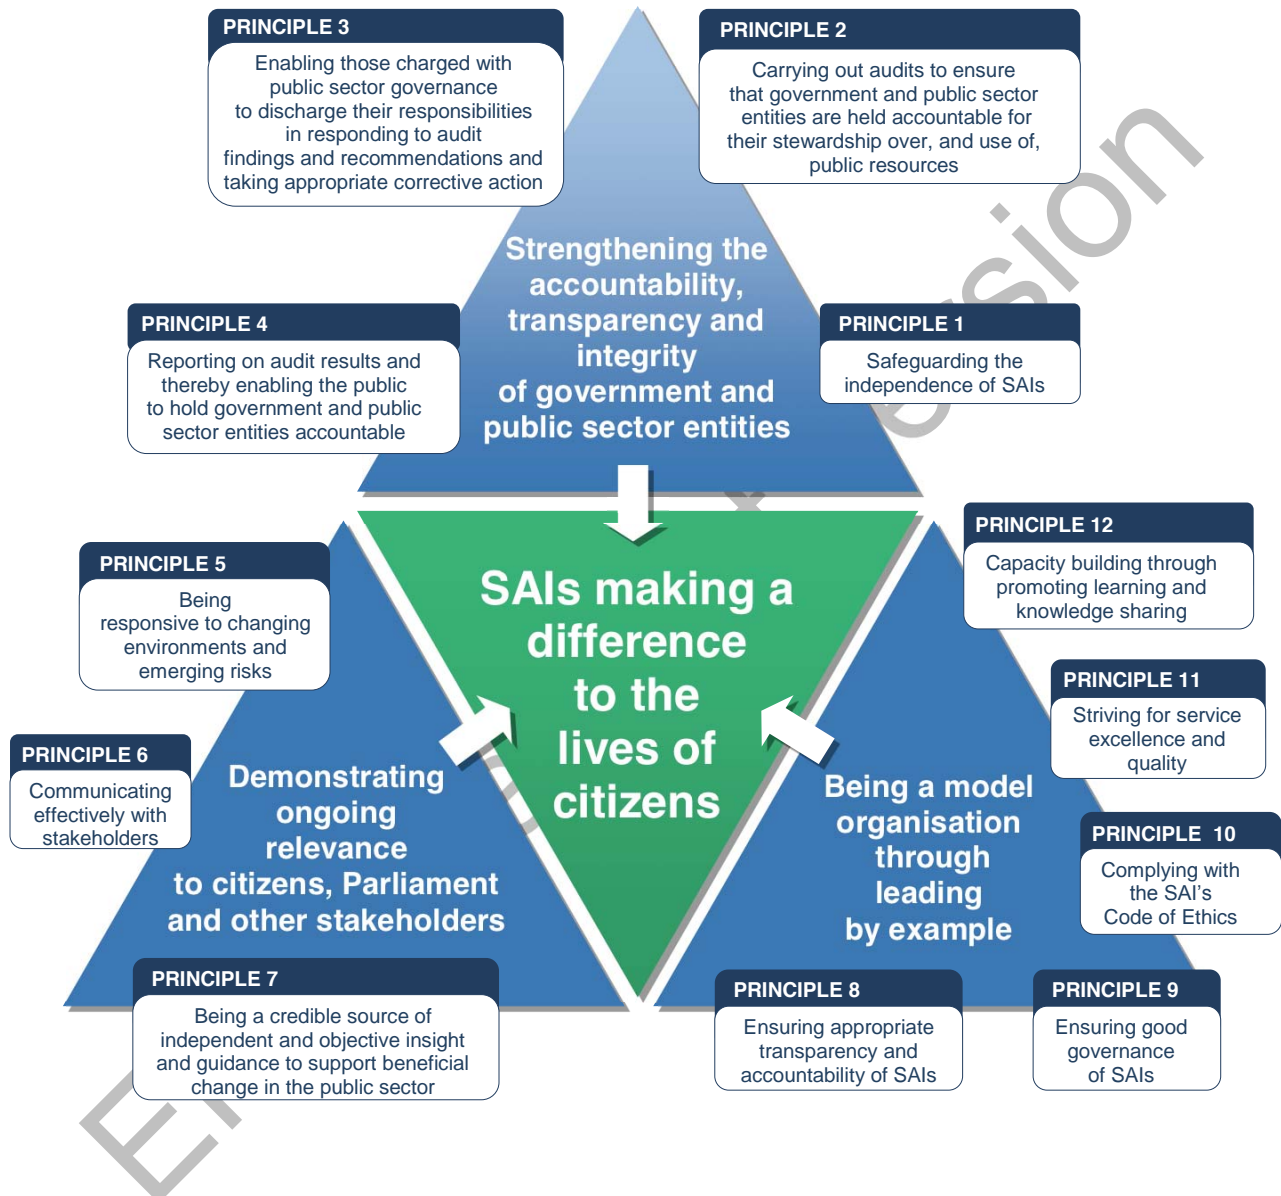 PRINCIPLE 3
Enabling those charged with
public sector governance
to discharge their responsibilities
in responding to audit
findings and recommendations and
taking appropriate corrective action
PRINCIPLE 2
Carrying out audits to ensure
that government and public sector
entities are held accountable for
their stewardship over, and use of,
public resources
Strengthening the
accountability,
transparency and
integrity
of government and
public sector entities
PRINCIPLE 4
Reporting on audit results and
thereby enabling the public
to hold government and public
sector entities accountable
PRINCIPLE 1
Safeguarding the
independence of SAIs
PRINCIPLE 5
Being
responsive to changing
environments and
emerging risks
PRINCIPLE 12
Capacity building through
promoting learning and
knowledge sharing
SAIs making a
difference
to the
lives of
citizens
PRINCIPLE 6
Communicating
effectively with
stakeholders
PRINCIPLE 11
Striving for service
excellence and
quality
Demonstrating
ongoing
relevance
to citizens, Parliament
and other stakeholders
Being a model
organisation
through
leading
by example
PRINCIPLE 10
Complying with
the SAI's
Code of Ethics
PRINCIPLE 7
Being a credible source of
independent and objective insight
and guidance to support beneficial
change in the public sector
PRINCIPLE 8
Ensuring appropriate
transparency and
accountability of SAIs
PRINCIPLE 9
Ensuring good
governance
of SAIs